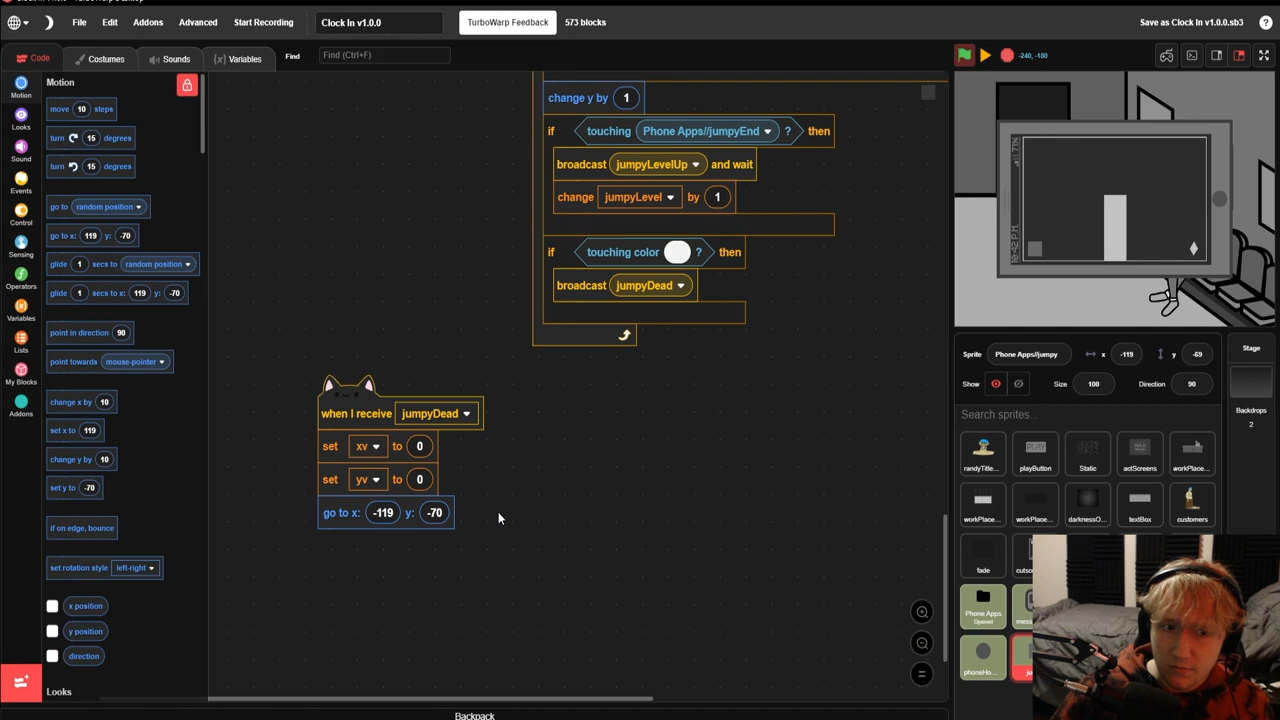 File Edit Addons Advanced Start Recording Clock In v1.0.0 TurboWarp Feedback 573 blocks Save as Clock In v1.0.0.sb3 ?
Code Costumes Sounds Variables Find Find (Ctrl+F) -240, -180
Motion
Looks
Sound
Events
Control
Sensing
Operators
Variables
Lists
My Blocks
Addons
Motion
move 10 steps
turn 15 degrees
turn 15 degrees
go to random position
go to x: 119 y: -70
glide 1 secs to random position
glide 1 secs to x: 119 y: -70
point in direction 90
point towards mouse-pointer
change x by 10
set x to 119
change y by 10
set y to -70
if on edge, bounce
set rotation style left-right
x position
y position
direction
Looks
change y by 1
if touching Phone Apps//jumpyEnd ? then
broadcast jumpyLevelUp and wait
change jumpyLevel by 1
if touching color ? then
broadcast jumpyDead
when I receive jumpyDead
set xv to 0
set yv to 0
go to x: -119 y: -70
Backpack
10:42 P.M.
Sprite Phone Apps//jumpy x -119 y -69
Show Size 100 Direction 90
Search sprites...
randyTitle...
playButton
Static
actScreens
workPlace...
workPlace...
workPlace...
darknessO...
textBox
customers
fade
Phone Apps
Opened
phoneHo...
Stage
Backdrops
2